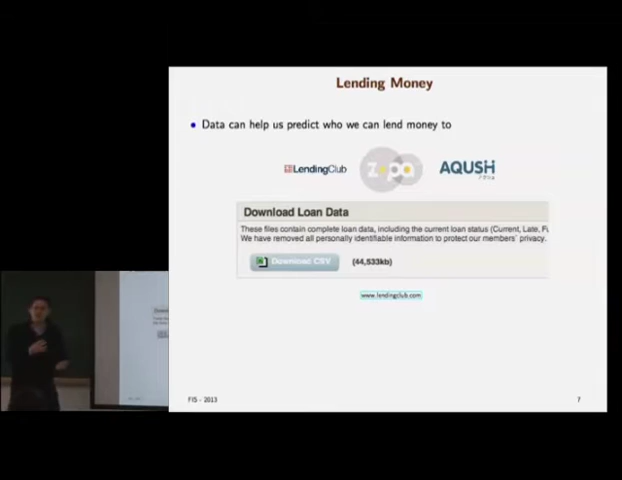 Lending Money
Data can help us predict who we can lend money to
LendingClub
zopa
AQUSH
Download Loan Data
These files contain complete loan data, including the current loan status (Current, Late, Fu
We have removed all personally identifiable information to protect our members' privacy.
Download CSV (44,533kb)
www.lendingclub.com
FIS - 2013
7